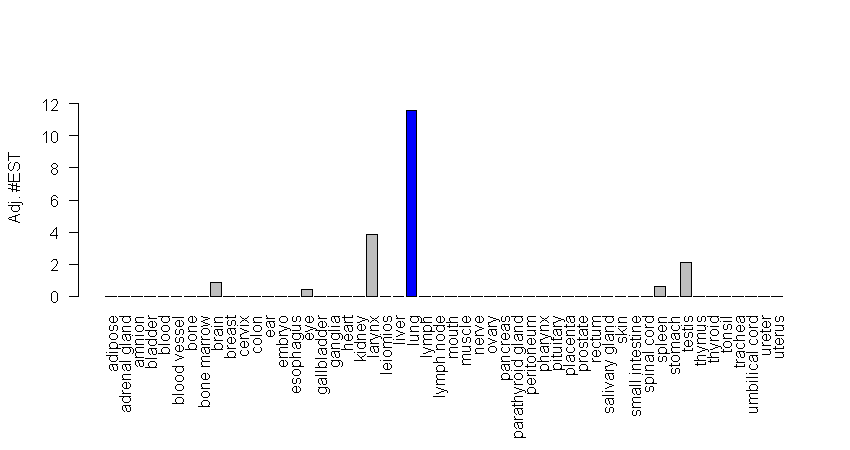 Adj. #EST
12
10
8
6
4
2
0
adipose
adrenal gland
amnion
bladder
blood
blood vessel
bone
bone marrow
brain
breast
cervix
colon
ear
embryo
esophagus
eye
gallbladder
ganglia
heart
kidney
larynx
leiomios
liver
lung
lymph
lymph node
mouth
muscle
nerve
ovary
pancreas
parathyroid gland
peritoneum
pharynx
pituitary
placenta
prostate
rectum
salivary gland
skin
small intestine
spinal cord
spleen
stomach
testis
thymus
thyroid
tonsil
trachea
umbilical cord
ureter
uterus